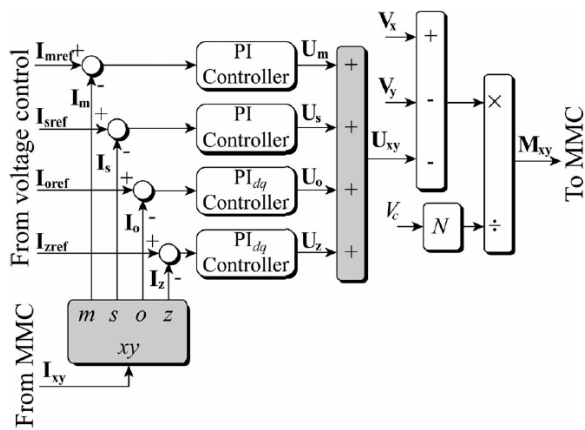 From voltage control
I_mref + - I_m
PI Controller
U_m
I_sref + - I_s
PI Controller
U_s
I_oref + - I_o
PI_dq Controller
U_o
I_zref + - I_z
PI_dq Controller
U_z
+
+
+
+
U_xy
V_x
V_y
+
-
-
V_c
N
×
÷
M_xy
To MMC
m s o z
xy
From MMC
I_xy